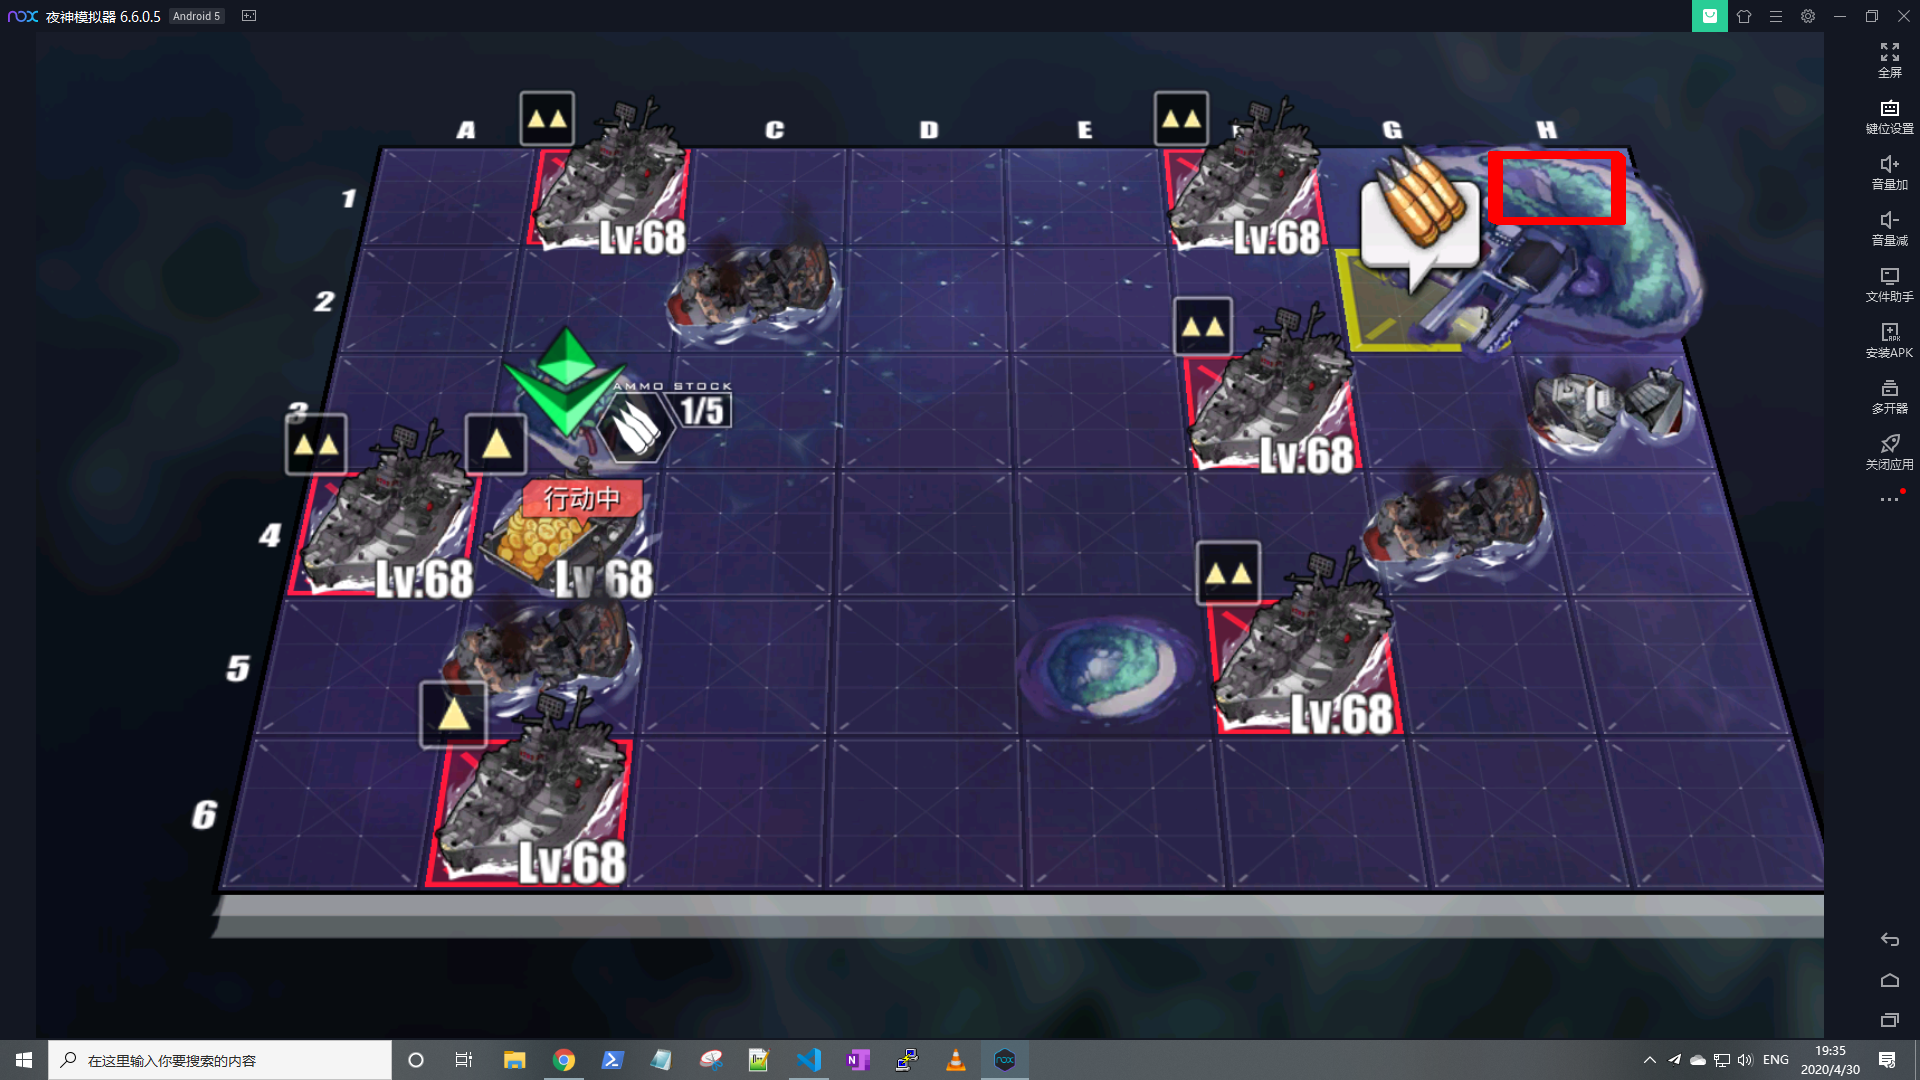 nox 夜神模拟器 6.6.0.5 Android 5
全屏
键位设置
音量加
音量减
文件助手
安装APK
多开器
关闭应用
A C D E G H
1
2
3
4
5
6
Lv.68
Lv.68
AMMO STOCK
1/5
Lv.68
行动中
Lv.68
Lv.68
Lv.68
Lv.68
在这里输入你要搜索的内容
ENG
19:35
2020/4/30